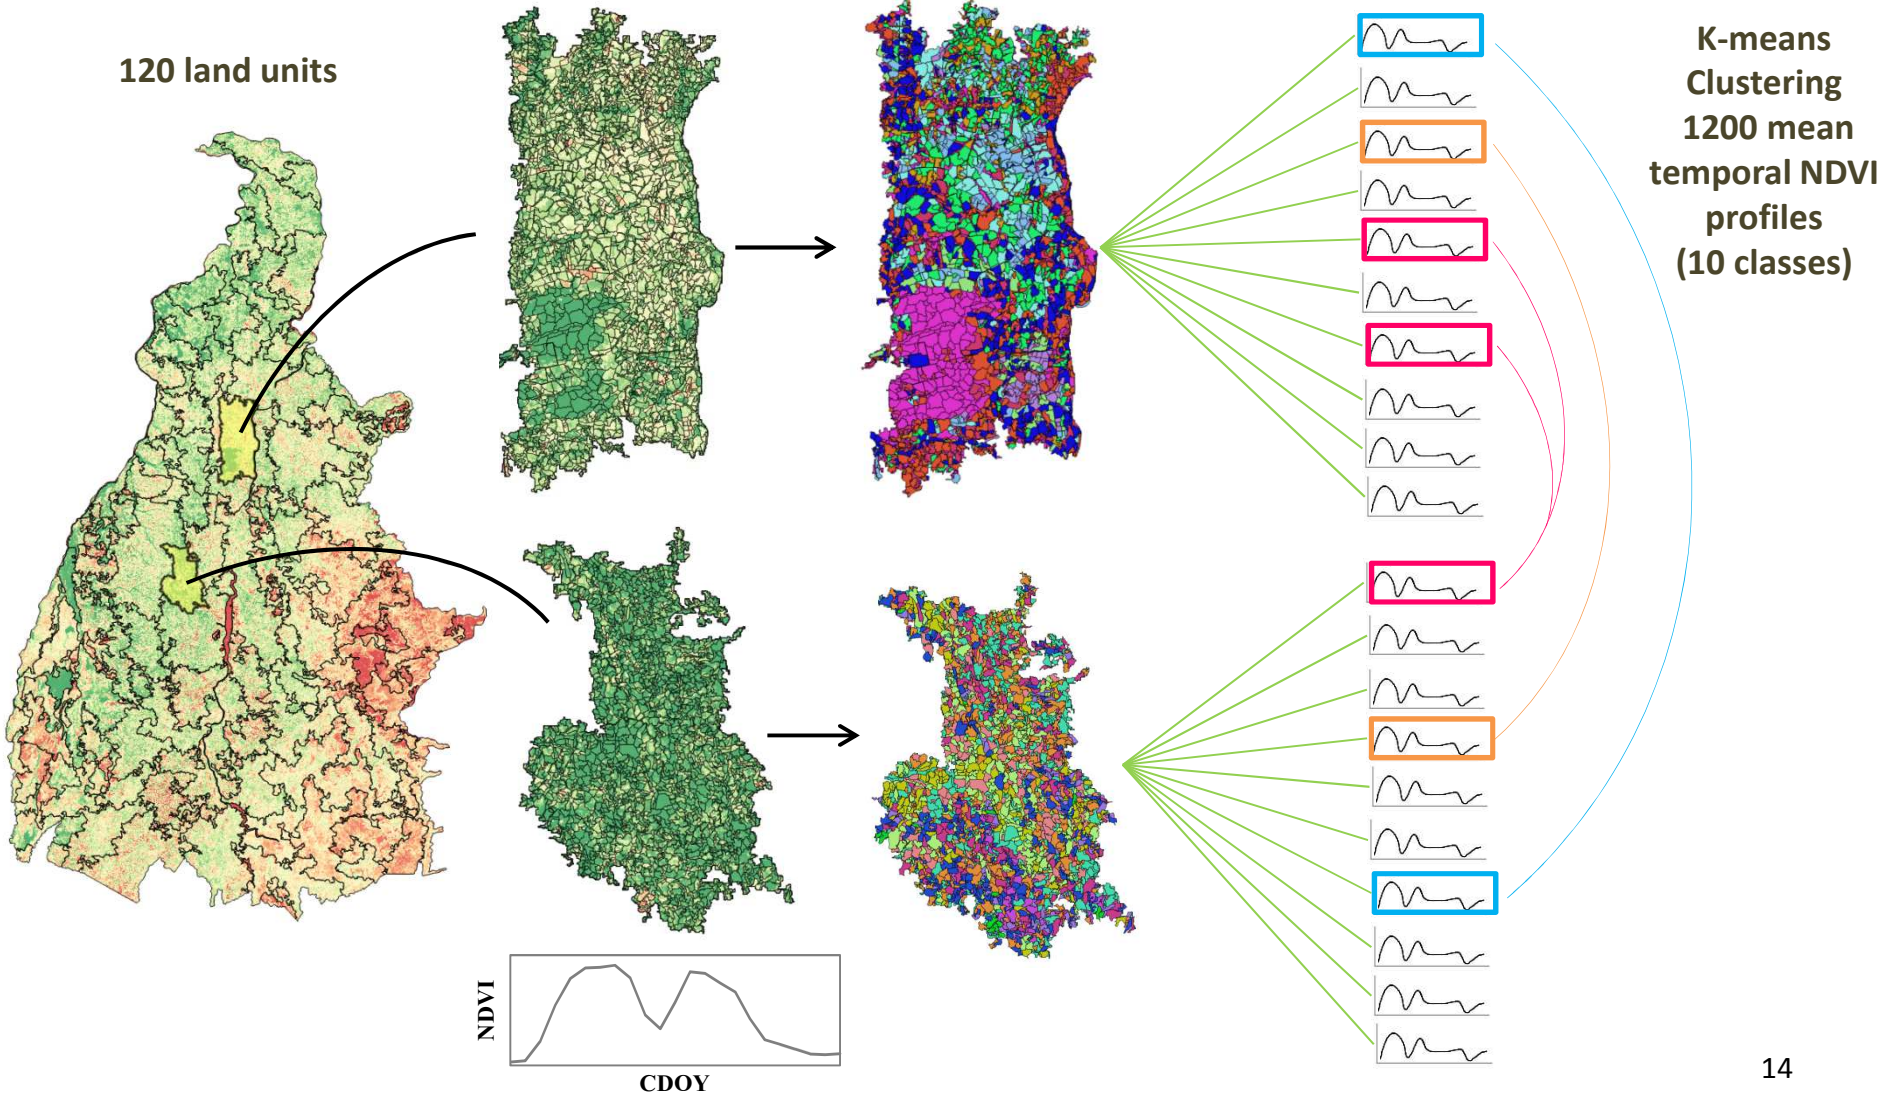 120 land units
K-means
Clustering
1200 mean
temporal NDVI
profiles
(10 classes)
NDVI
CDOY
14